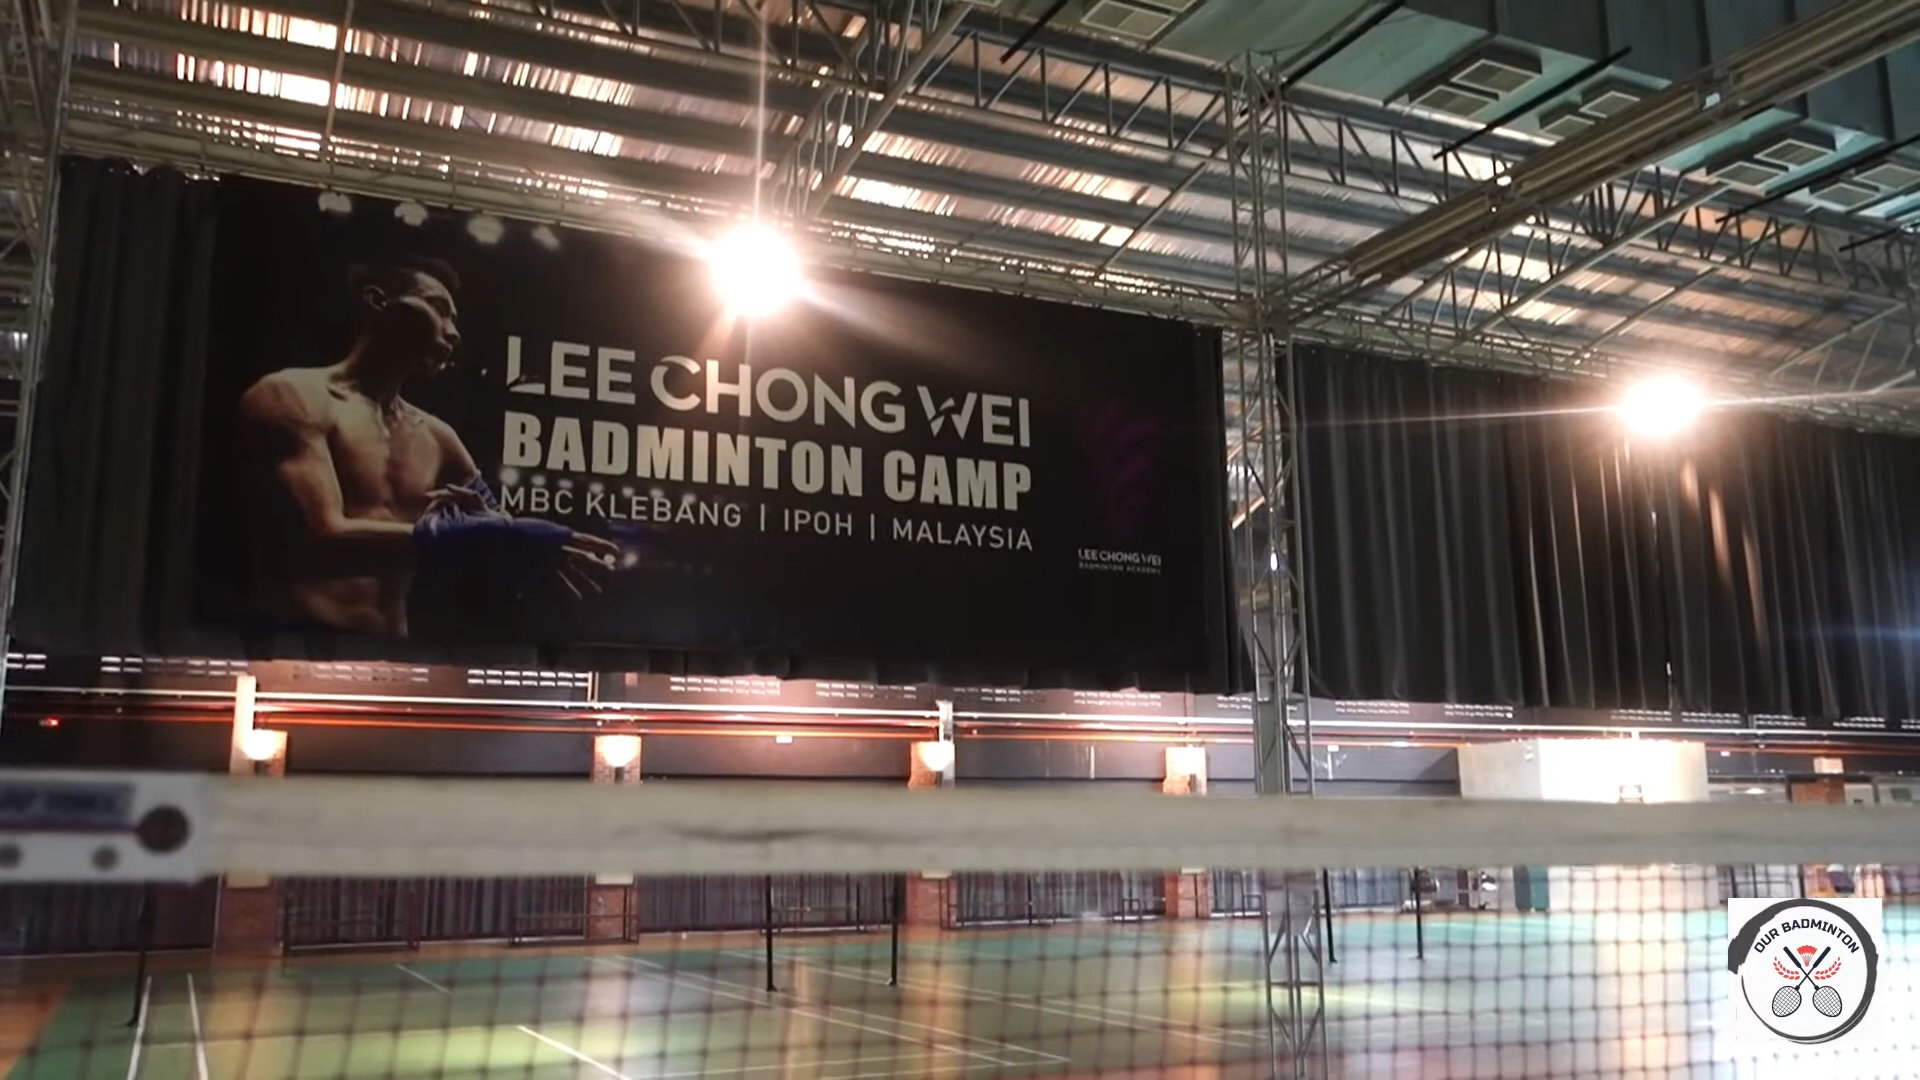 LEE CHONG WEI
BADMINTON CAMP
MBC KLEBANG | IPOH | MALAYSIA
LEE CHONG WEI
BADMINTON ACADEMY
OUR BADMINTON